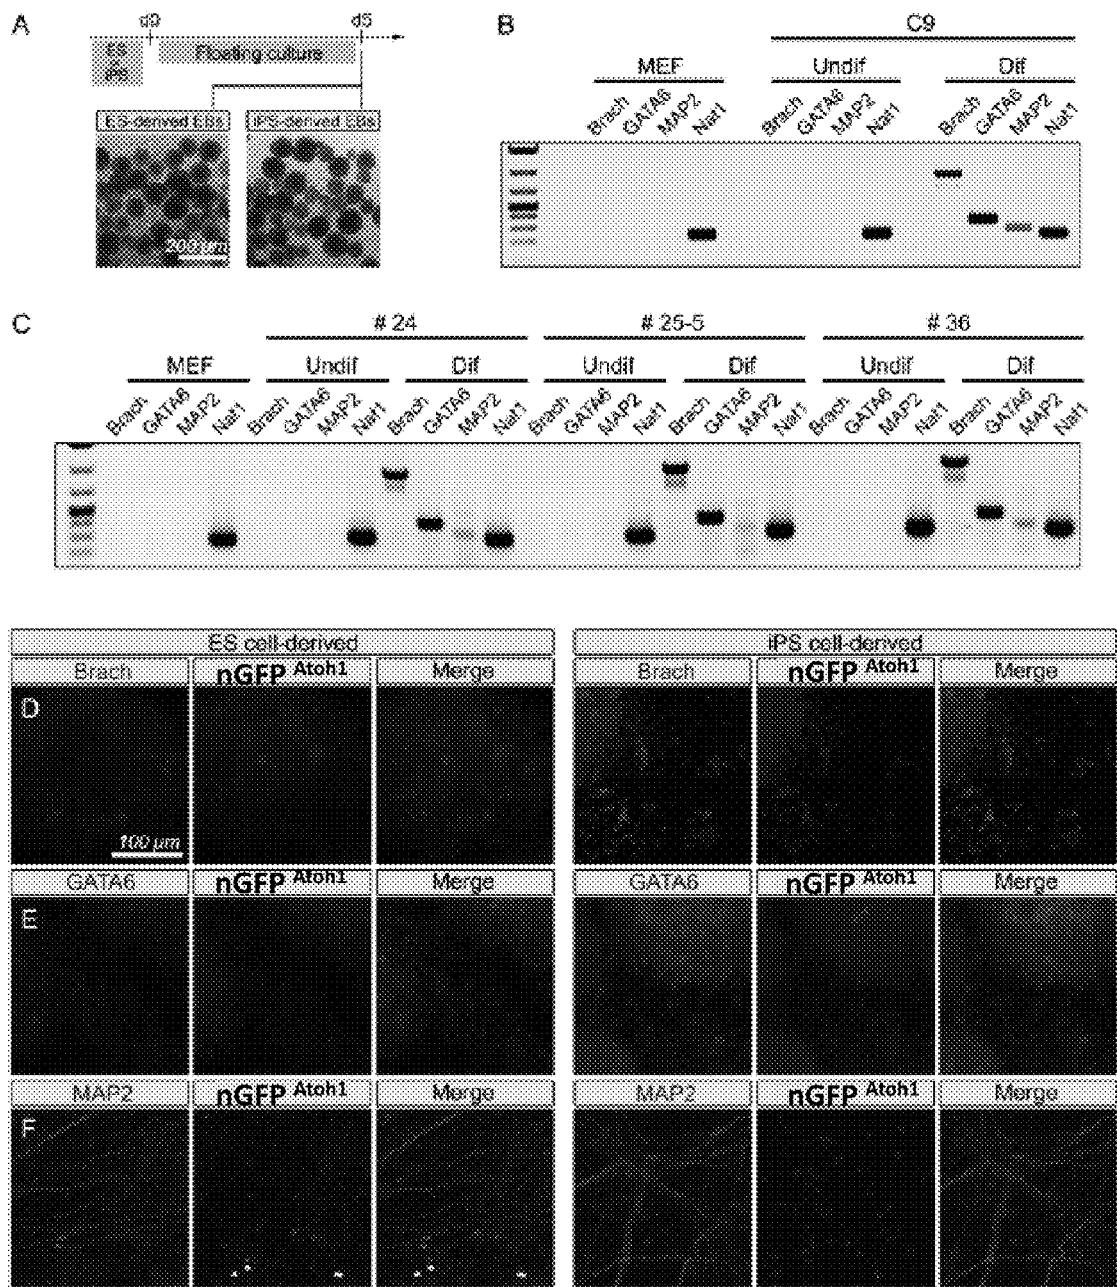 A
d0
d5
ES
iPS
Floating culture
ES-derived EBs
iPS-derived EBs
200 µm
B
C9
MEF
Undif
Dif
Brach GATA6 MAP2 Nat1 Brach GATA6 MAP2 Nat1 Brach GATA6 MAP2 Nat1
C
# 24
# 25-5
# 36
MEF
Undif
Dif
Undif
Dif
Undif
Dif
Brach GATA6 MAP2 Nat1 Brach GATA6 MAP2 Nat1 Brach GATA6 MAP2 Nat1 Brach GATA6 MAP2 Nat1 Brach GATA6 MAP2 Nat1 Brach GATA6 MAP2 Nat1 Brach GATA6 MAP2 Nat1
ES cell-derived
iPS cell-derived
Brach nGFP Atoh1 Merge Brach nGFP Atoh1 Merge
D
100 µm
GATA6 nGFP Atoh1 Merge GATA6 nGFP Atoh1 Merge
E
MAP2 nGFP Atoh1 Merge MAP2 nGFP Atoh1 Merge
F